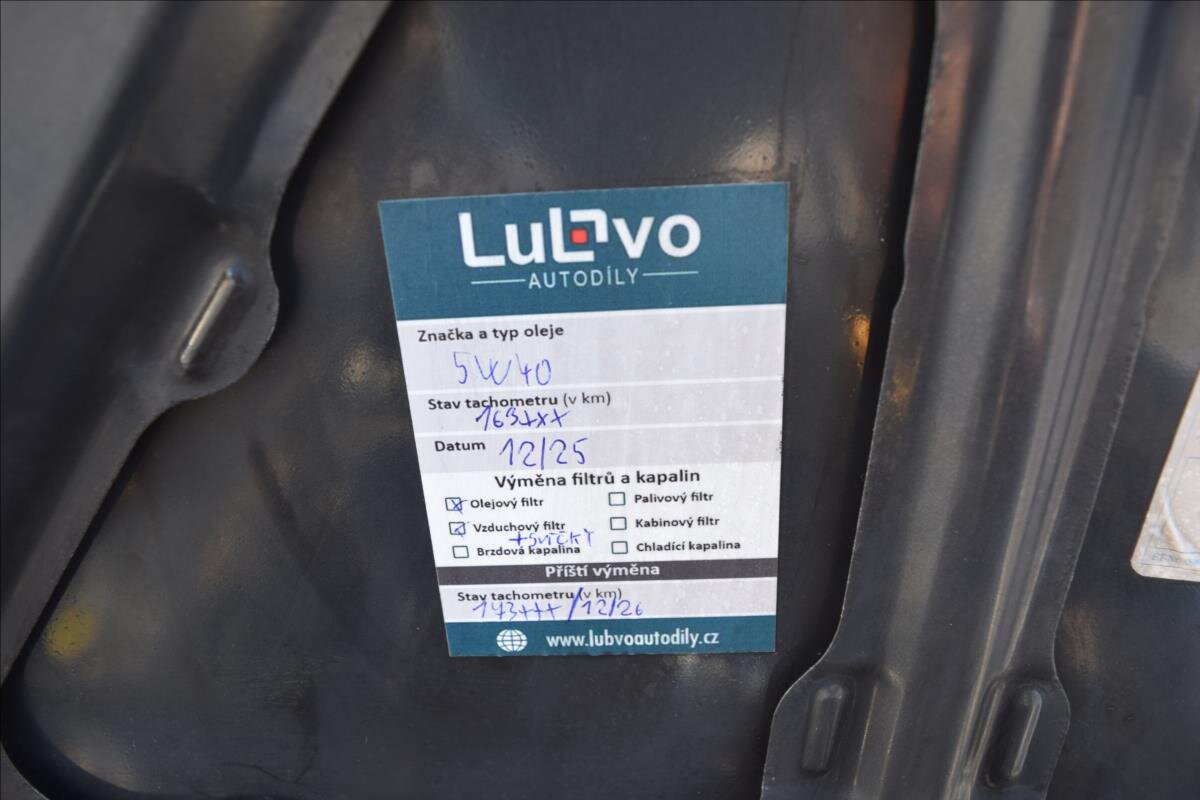 Lubvo
AUTODÍLY
Značka a typ oleje
5W40
Stav tachometru (v km)
163+xx
Datum 12/25
Výměna filtrů a kapalin
Olejový filtr Palivový filtr
Vzduchový filtr Kabinový filtr
+svíčky
Brzdová kapalina Chladící kapalina
Příští výměna
Stav tachometru (v km)
/12/26
www.lubvoautodily.cz